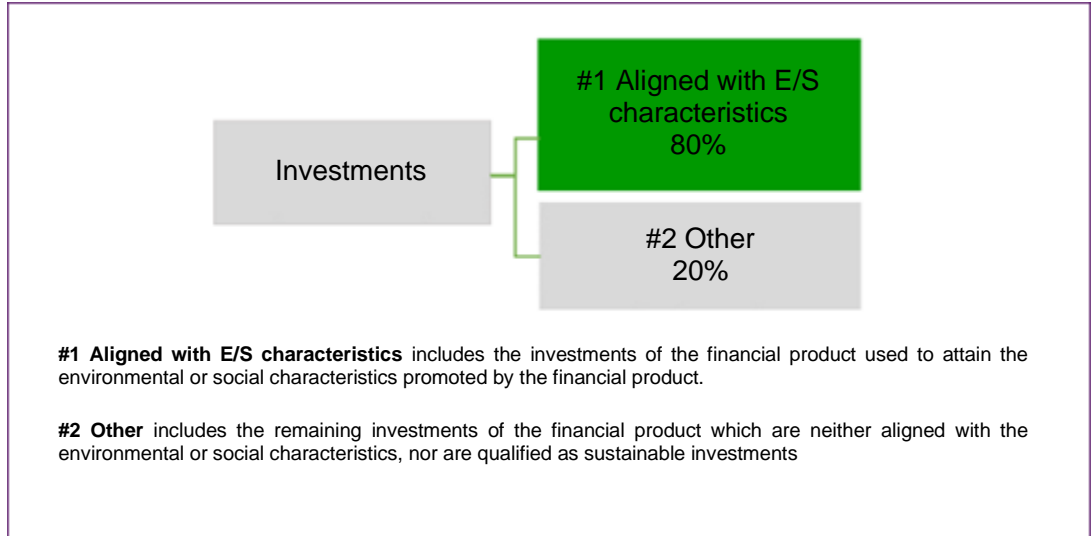 #1 Aligned with E/S
characteristics
80%
Investments
#2 Other
20%
#1 Aligned with E/S characteristics includes the investments of the financial product used to attain the
environmental or social characteristics promoted by the financial product.
#2 Other includes the remaining investments of the financial product which are neither aligned with the
environmental or social characteristics, nor are qualified as sustainable investments